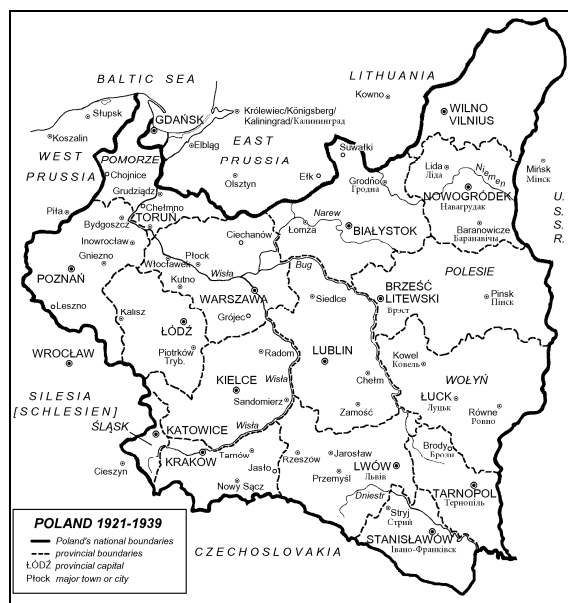 BALTIC SEA
LITHUANIA
Kowno
WILNO
VILNIUS
Słupsk
GDAŃSK
Królewiec/Königsberg/
Kaliningrad/Калининград
Koszalin
Elbląg
EAST
PRUSSIA
WEST
PRUSSIA
POMORZE
Chojnice
Grudziądz
Olsztyn
Ełk
Suwałki
Grodno
Гродна
Lida
Ліда
Niemen
Mińsk
Мінск
NOWOGRÓDEK
Навагрудак
U.
S.
S.
R.
Piła
Chełmno
TORUŃ
Bydgoszcz
Inowrocław
Gniezno
Włocławek
Płock
Ciechanów
Łomża
Narew
BIAŁYSTOK
Baranowicze
Баранавічы
POZNAŃ
Kutno
Wisła
Bug
WARSZAWA
Siedlce
BRZEŚĆ
LITEWSKI
Брэст
POLESIE
Pinsk
Пінск
Leszno
Kalisz
ŁÓDŹ
Grójec
Piotrków
Tryb.
Radom
Wisła
LUBLIN
Chełm
Kowel
Ковель
WOŁYŃ
ŁUCK
Луцьк
Równe
Ровно
WROCŁAW
KIELCE
Sandomierz
Zamość
SILESIA
[SCHLESIEN]
ŚLĄSK
KATOWICE
Wisła
KRAKÓW
Tarnów
Jasło
Rzeszów
Jarosław
Przemyśl
LWÓW
Львів
Brody
Броди
Cieszyn
Nowy Sącz
Dniestr
TARNOPOL
Тернопіль
Stryj
Стрий
STANISŁAWÓW
Івано-Франківск
CZECHOSLOVAKIA
POLAND 1921-1939
Poland's national boundaries
provincial boundaries
ŁÓDŹ provincial capital
Płock major town or city